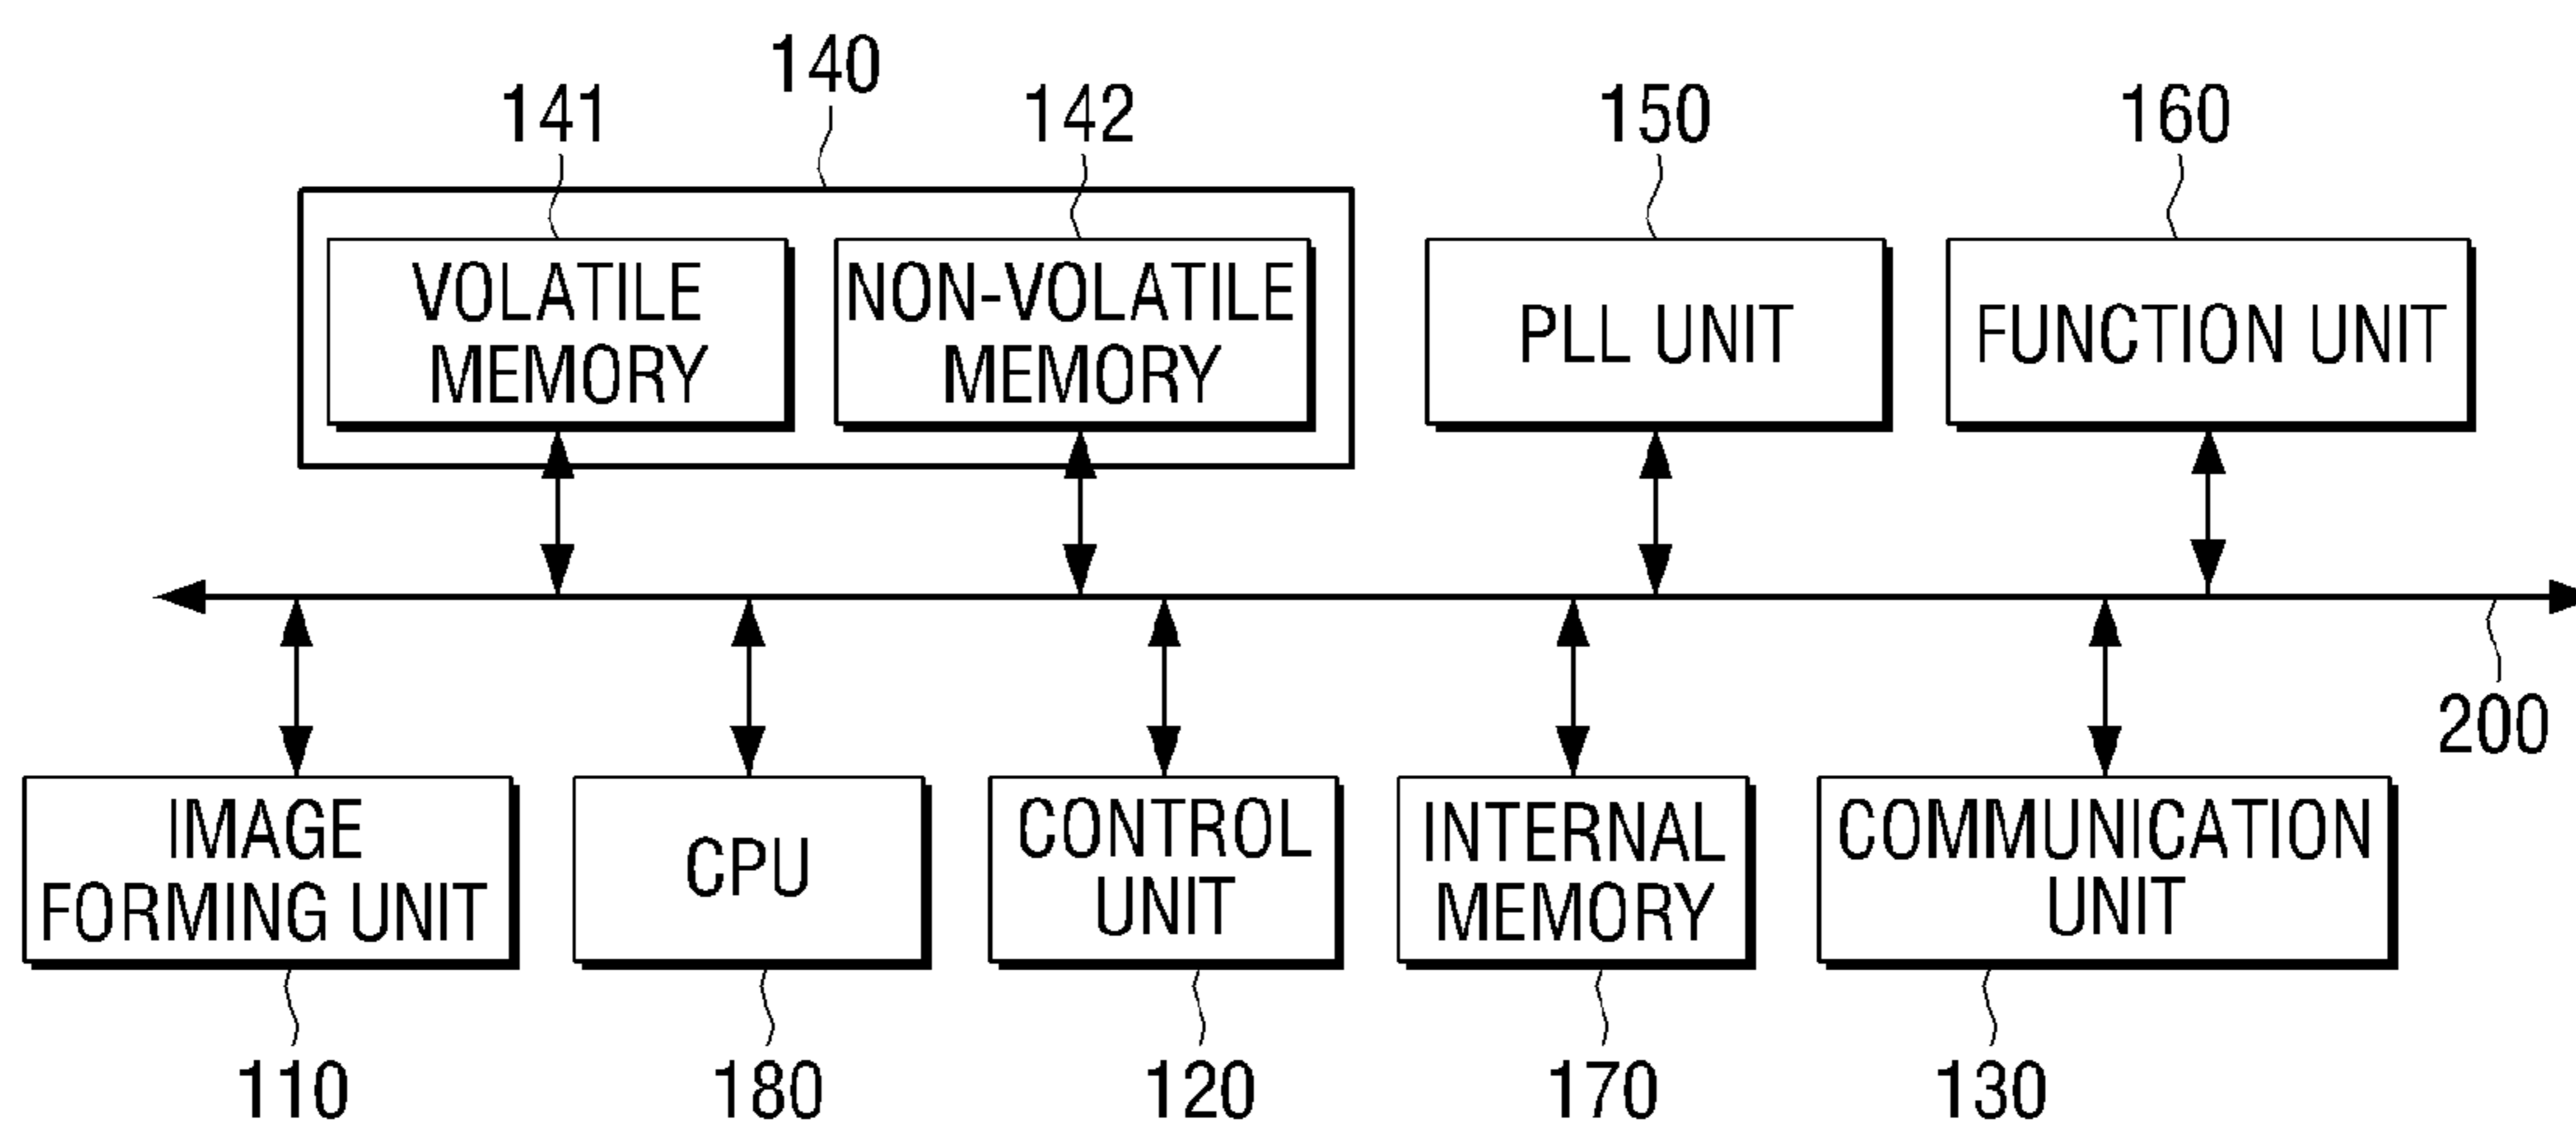 140
141
142
150
160
VOLATILE
MEMORY
NON-VOLATILE
MEMORY
PLL UNIT
FUNCTION UNIT
200
IMAGE
FORMING UNIT
CPU
CONTROL
UNIT
INTERNAL
MEMORY
COMMUNICATION
UNIT
110
180
120
170
130